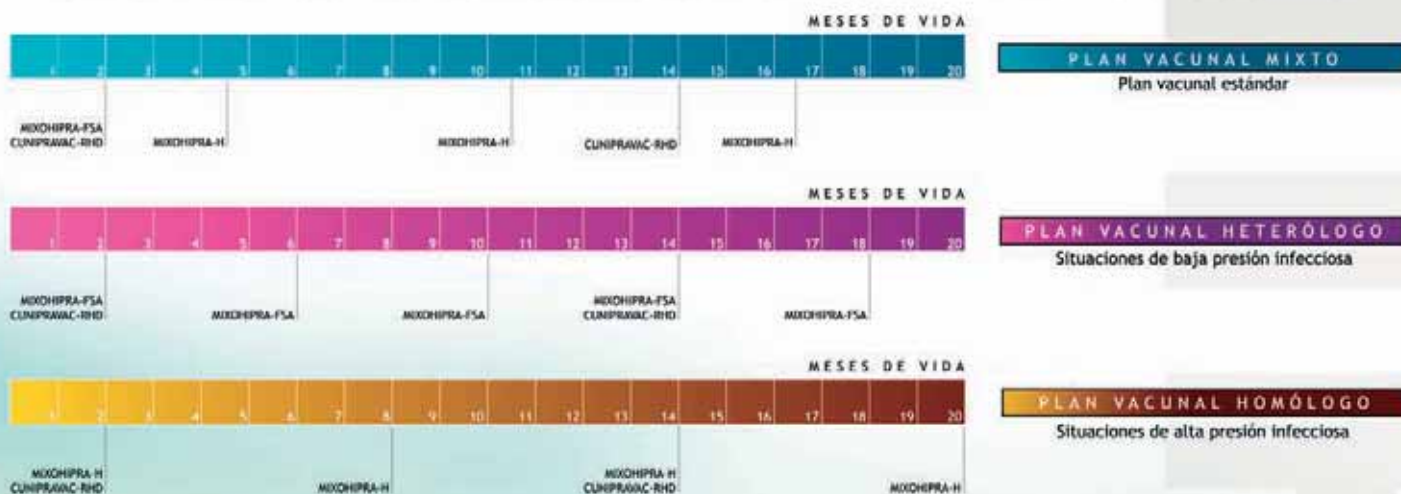 MESES DE VIDA
1 2 3 4 5 6 7 8 9 10 11 12 13 14 15 16 17 18 19 20
PLAN VACUNAL MIXTO
Plan vacunal estándar
MIXOHIPRA-FSA
CUNIPRAVAC-RHD
MIXOHIPRA-H
MIXOHIPRA-H
CUNIPRAVAC-RHD
MIXOHIPRA-H
MESES DE VIDA
1 2 3 4 5 6 7 8 9 10 11 12 13 14 15 16 17 18 19 20
PLAN VACUNAL HETERÓLOGO
Situaciones de baja presión infecciosa
MIXOHIPRA-FSA
CUNIPRAVAC-RHD
MIXOHIPRA-FSA
MIXOHIPRA-FSA
MIXOHIPRA-FSA
CUNIPRAVAC-RHD
MIXOHIPRA-FSA
MESES DE VIDA
1 2 3 4 5 6 7 8 9 10 11 12 13 14 15 16 17 18 19 20
PLAN VACUNAL HOMÓLOGO
Situaciones de alta presión infecciosa
MIXOHIPRA-H
CUNIPRAVAC-RHD
MIXOHIPRA-H
MIXOHIPRA-H
CUNIPRAVAC-RHD
MIXOHIPRA-H